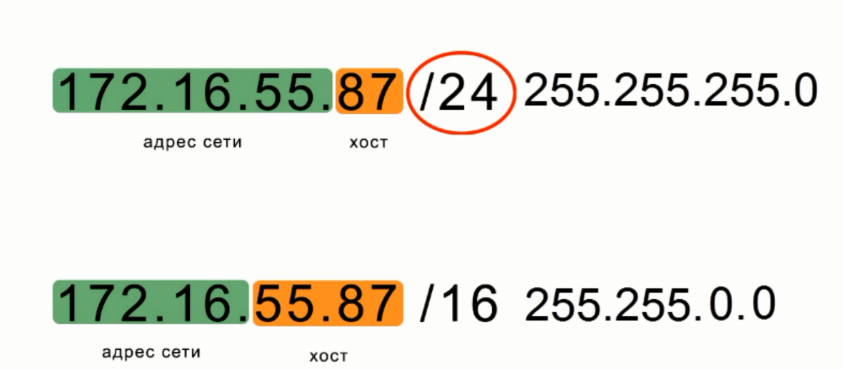 172.16.55.87 /24 255.255.255.0
адрес сети хост
172.16.55.87 /16 255.255.0.0
адрес сети хост